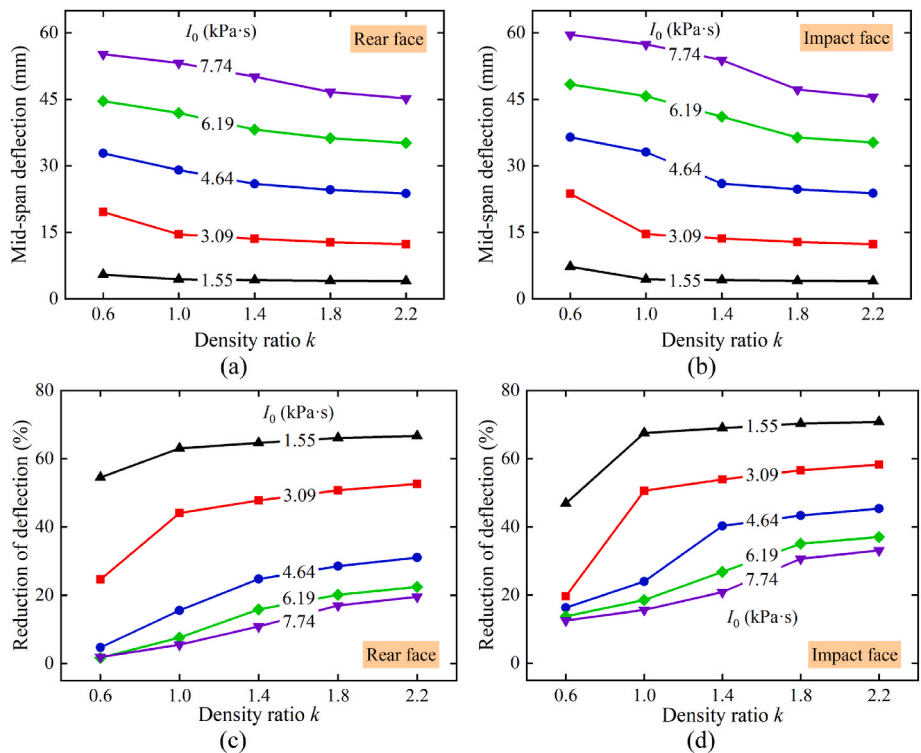 Mid-span deflection (mm)
60
45
30
15
0
I₀ (kPa·s)
Rear face
7.74
6.19
4.64
3.09
1.55
0.6 1.0 1.4 1.8 2.2
Density ratio k
(a)
Mid-span deflection (mm)
60
45
30
15
0
I₀ (kPa·s)
Impact face
7.74
6.19
4.64
3.09
1.55
0.6 1.0 1.4 1.8 2.2
Density ratio k
(b)
Reduction of deflection (%)
80
60
40
20
0
I₀ (kPa·s)
1.55
3.09
4.64
6.19
7.74
Rear face
0.6 1.0 1.4 1.8 2.2
Density ratio k
(c)
Reduction of deflection (%)
80
60
40
20
0
1.55
3.09
4.64
6.19
7.74
I₀ (kPa·s)
Impact face
0.6 1.0 1.4 1.8 2.2
Density ratio k
(d)